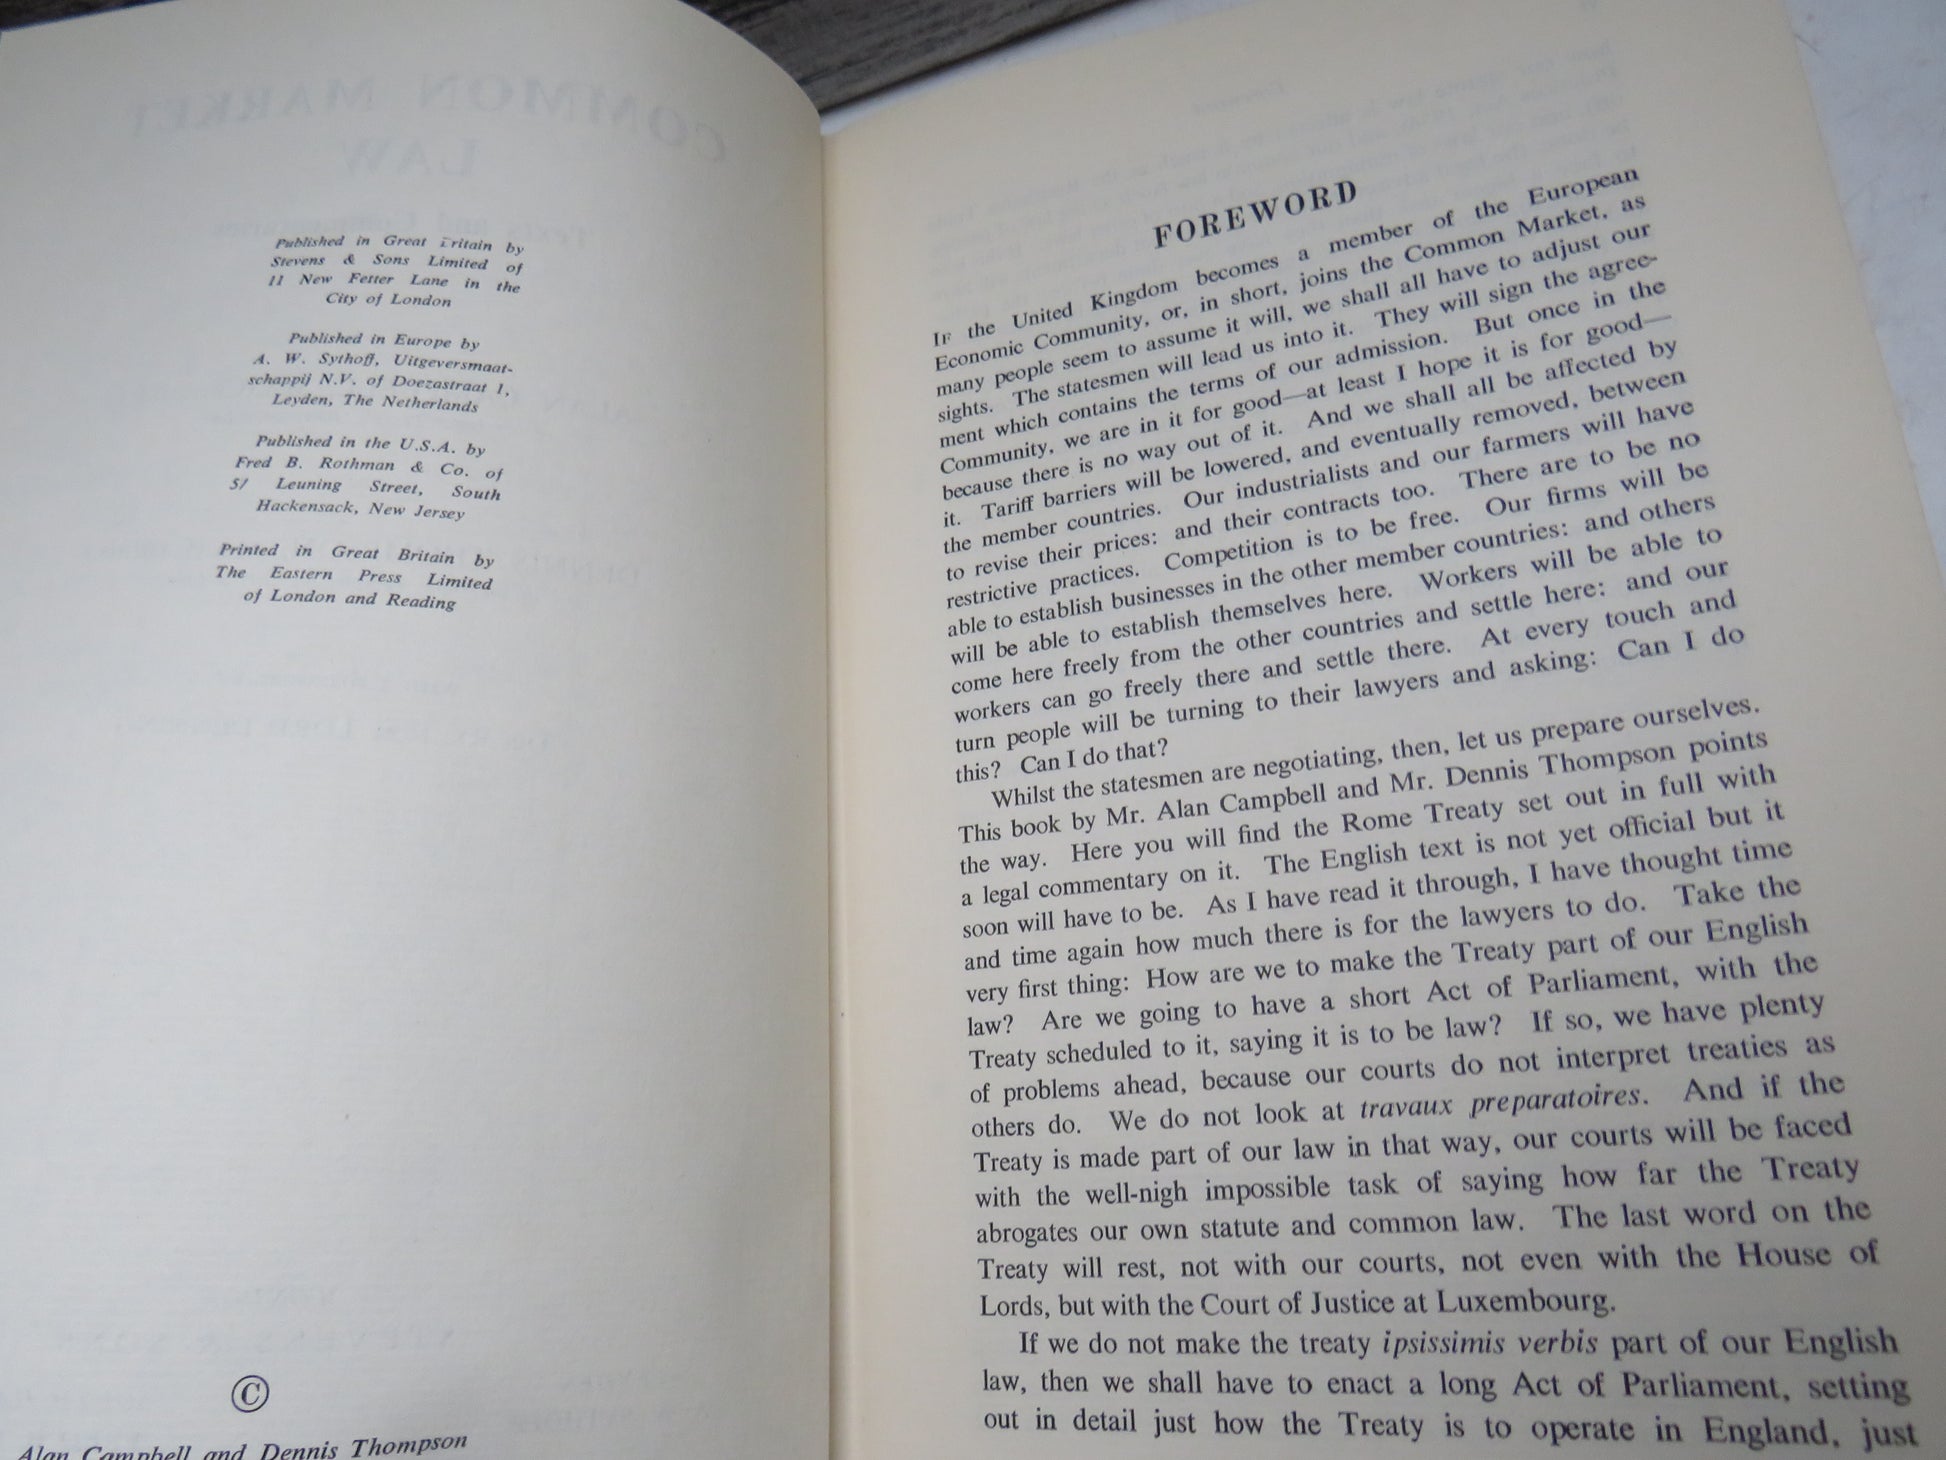 Published in Great Britain by
Stevens & Sons Limited of
11 New Fetter Lane in the
City of London
Published in Europe by
A. W. Sythoff, Uitgeversmaat-
schappij N.V. of Doezastraat 1,
Leyden, The Netherlands
Published in the U.S.A. by
Fred B. Rothman & Co. of
57 Leuning Street, South
Hackensack, New Jersey
Printed in Great Britain by
The Eastern Press Limited
of London and Reading
©
Alan Campbell and Dennis Thompson
FOREWORD
IF the United Kingdom becomes a member of the European
Economic Community, or, in short, joins the Common Market, as
many people seem to assume it will, we shall all have to adjust our
sights. The statesmen will lead us into it. They will sign the agree-
ment which contains the terms of our admission. But once in the
Community, we are in it for good—at least I hope it is for good—
because there is no way out of it. And we shall all be affected by
it. Tariff barriers will be lowered, and eventually removed, between
the member countries. Our industrialists and our farmers will have
to revise their prices: and their contracts too. There are to be no
restrictive practices. Competition is to be free. Our firms will be
able to establish businesses in the other member countries: and others
will be able to establish themselves here. Workers will be able to
come here freely from the other countries and settle here: and our
workers can go freely there and settle there. At every touch and
turn people will be turning to their lawyers and asking: Can I do
this? Can I do that?
Whilst the statesmen are negotiating, then, let us prepare ourselves.
This book by Mr. Alan Campbell and Mr. Dennis Thompson points
the way. Here you will find the Rome Treaty set out in full with
a legal commentary on it. The English text is not yet official but it
soon will have to be. As I have read it through, I have thought time
and time again how much there is for the lawyers to do. Take the
very first thing: How are we to make the Treaty part of our English
law? Are we going to have a short Act of Parliament, with the
Treaty scheduled to it, saying it is to be law? If so, we have plenty
of problems ahead, because our courts do not interpret treaties as
others do. We do not look at travaux preparatoires. And if the
Treaty is made part of our law in that way, our courts will be faced
with the well-nigh impossible task of saying how far the Treaty
abrogates our own statute and common law. The last word on the
Treaty will rest, not with our courts, not even with the House of
Lords, but with the Court of Justice at Luxembourg.
If we do not make the treaty ipsissimis verbis part of our English
law, then we shall have to enact a long Act of Parliament, setting
out in detail just how the Treaty is to operate in England, just